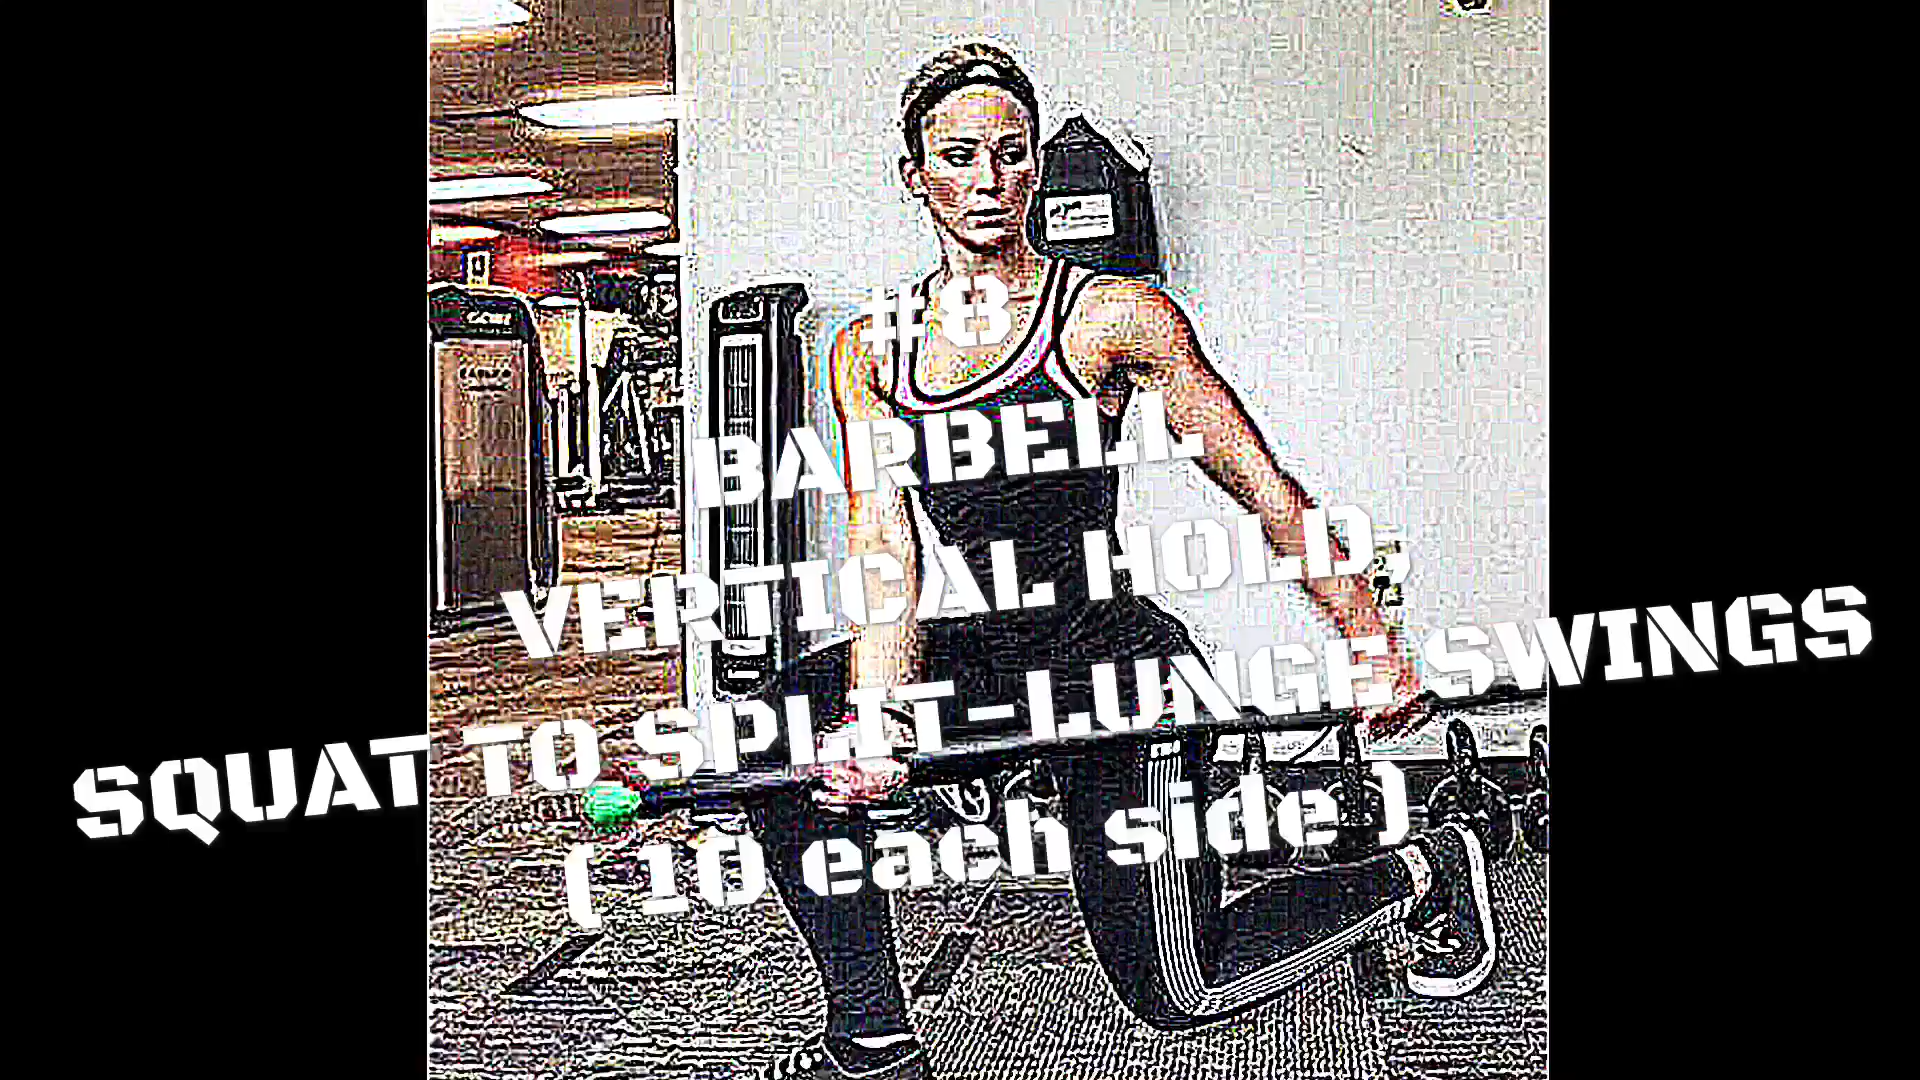 #8
BARBELL
VERTICAL HOLD,
SQUAT TO SPLIT-LUNGE SWINGS
( 10 each side )